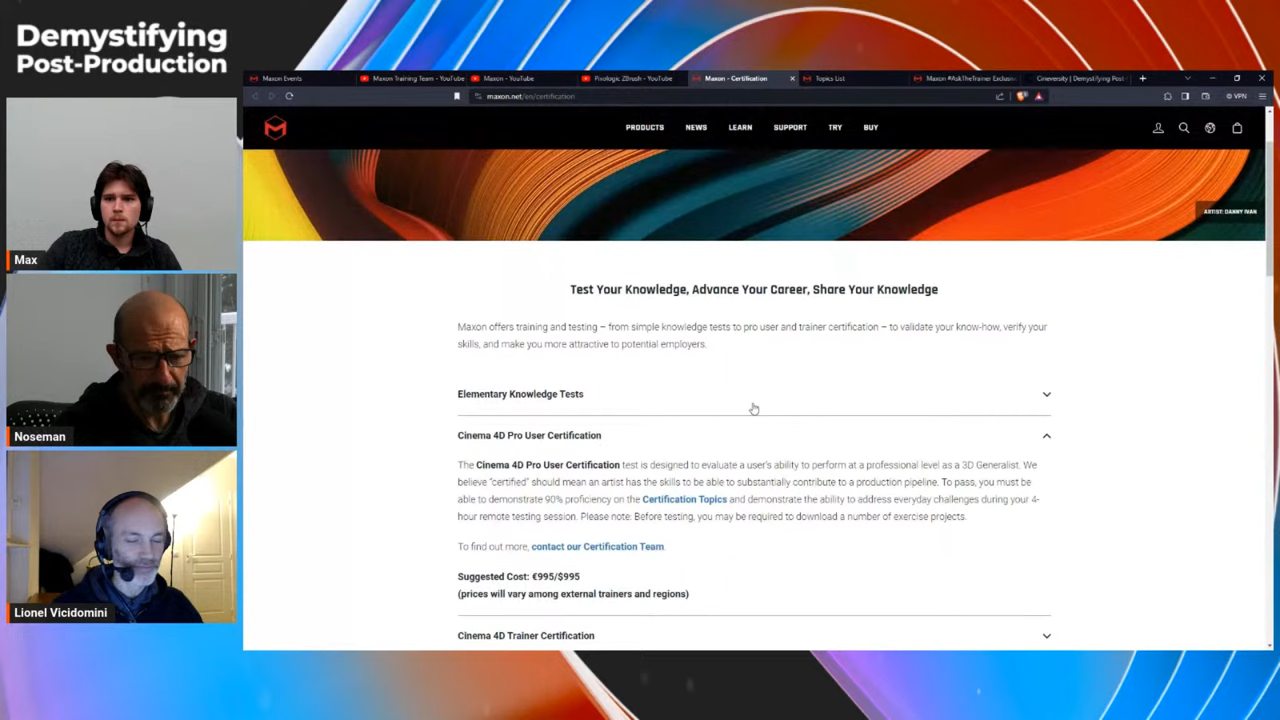 Demystifying
Post-Production
Maxon Events
Maxon Training Team - YouTube
Maxon - YouTube
Pixologic ZBrush - YouTube
Maxon - Certification
Topics List
Maxon #AskTheTrainer Exclusiv
Cineversity | Demystifying Post-
maxon.net/en/certification
VPN
PRODUCTS NEWS LEARN SUPPORT TRY BUY
ARTIST: DANNY IVAN
Max
Noseman
Lionel Vicidomini
Test Your Knowledge, Advance Your Career, Share Your Knowledge
Maxon offers training and testing – from simple knowledge tests to pro user and trainer certification – to validate your know-how, verify your
skills, and make you more attractive to potential employers.
Elementary Knowledge Tests
Cinema 4D Pro User Certification
The Cinema 4D Pro User Certification test is designed to evaluate a user's ability to perform at a professional level as a 3D Generalist. We
believe "certified" should mean an artist has the skills to be able to substantially contribute to a production pipeline. To pass, you must be
able to demonstrate 90% proficiency on the Certification Topics and demonstrate the ability to address everyday challenges during your 4-
hour remote testing session. Please note: Before testing, you may be required to download a number of exercise projects.
To find out more, contact our Certification Team.
Suggested Cost: €995/$995
(prices will vary among external trainers and regions)
Cinema 4D Trainer Certification